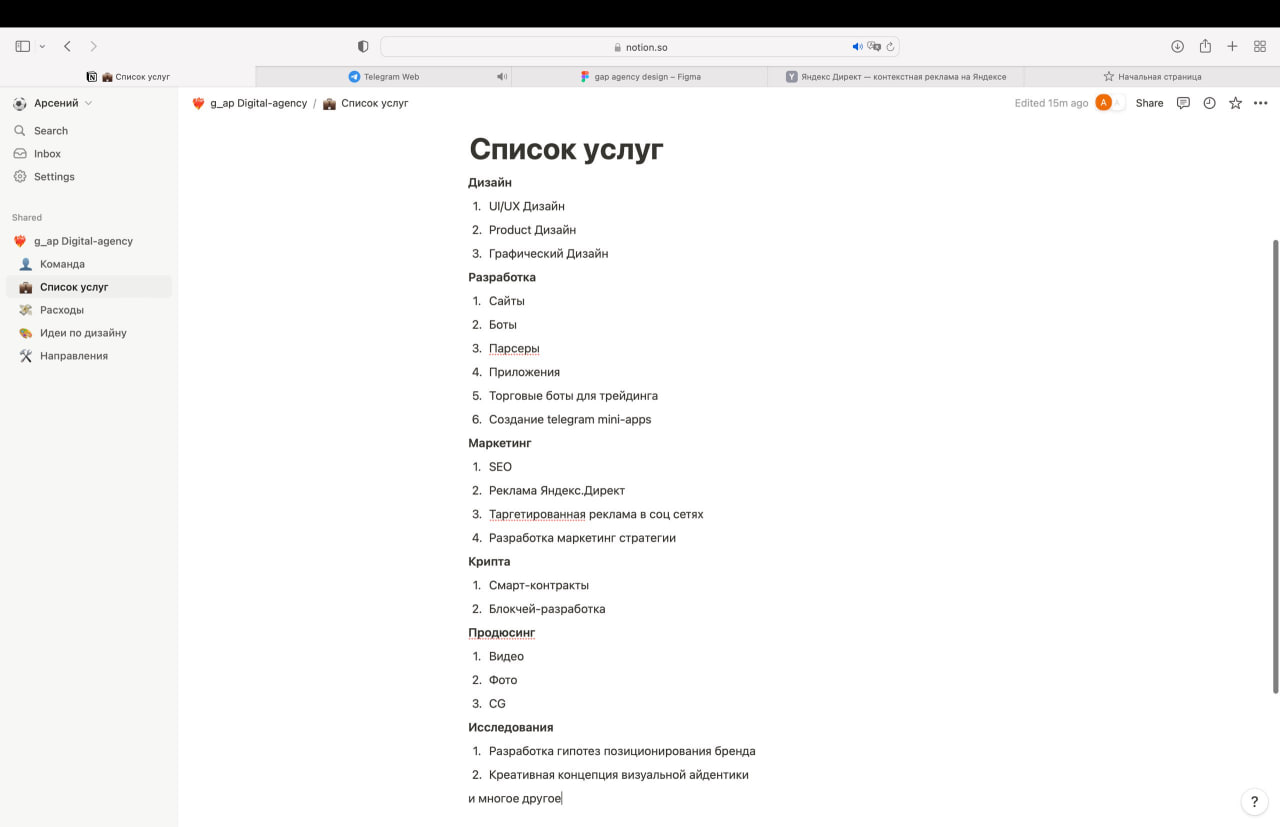 notion.so
Список услуг
Telegram Web
gap agency design – Figma
Яндекс Директ — контекстная реклама на Яндексе
Начальная страница
Арсений
g_ap Digital-agency / Список услуг
Edited 15m ago
A
A
Share
Search
Inbox
Settings
Shared
g_ap Digital-agency
Команда
Список услуг
Расходы
Идеи по дизайну
Направления
Список услуг
Дизайн
1. UI/UX Дизайн
2. Product Дизайн
3. Графический Дизайн
Разработка
1. Сайты
2. Боты
3. Парсеры
4. Приложения
5. Торговые боты для трейдинга
6. Создание telegram mini-apps
Маркетинг
1. SEO
2. Реклама Яндекс.Директ
3. Таргетированная реклама в соц сетях
4. Разработка маркетинг стратегии
Крипта
1. Смарт-контракты
2. Блокчей-разработка
Продюсинг
1. Видео
2. Фото
3. CG
Исследования
1. Разработка гипотез позиционирования бренда
2. Креативная концепция визуальной айдентики
и многое другое
?